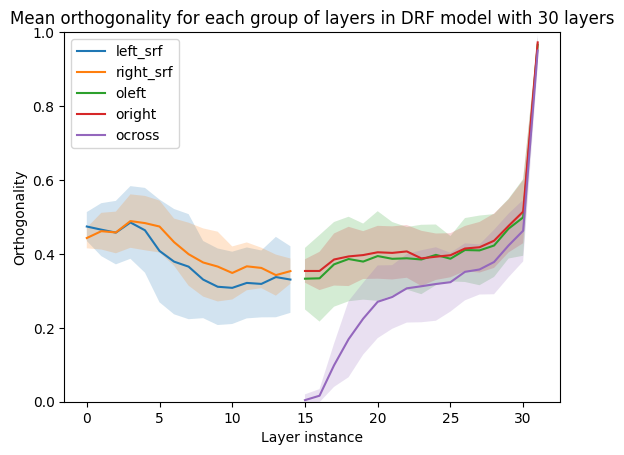 Mean orthogonality for each group of layers in DRF model with 30 layers
1.0
0.8
0.6
0.4
0.2
0.0
Orthogonality
left_srf
right_srf
oleft
oright
ocross
0 5 10 15 20 25 30
Layer instance